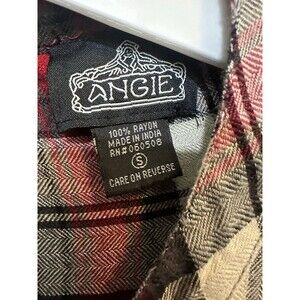 ANGIE
100% RAYON
MADE IN INDIA
RN#060508
S
CARE ON REVERSE